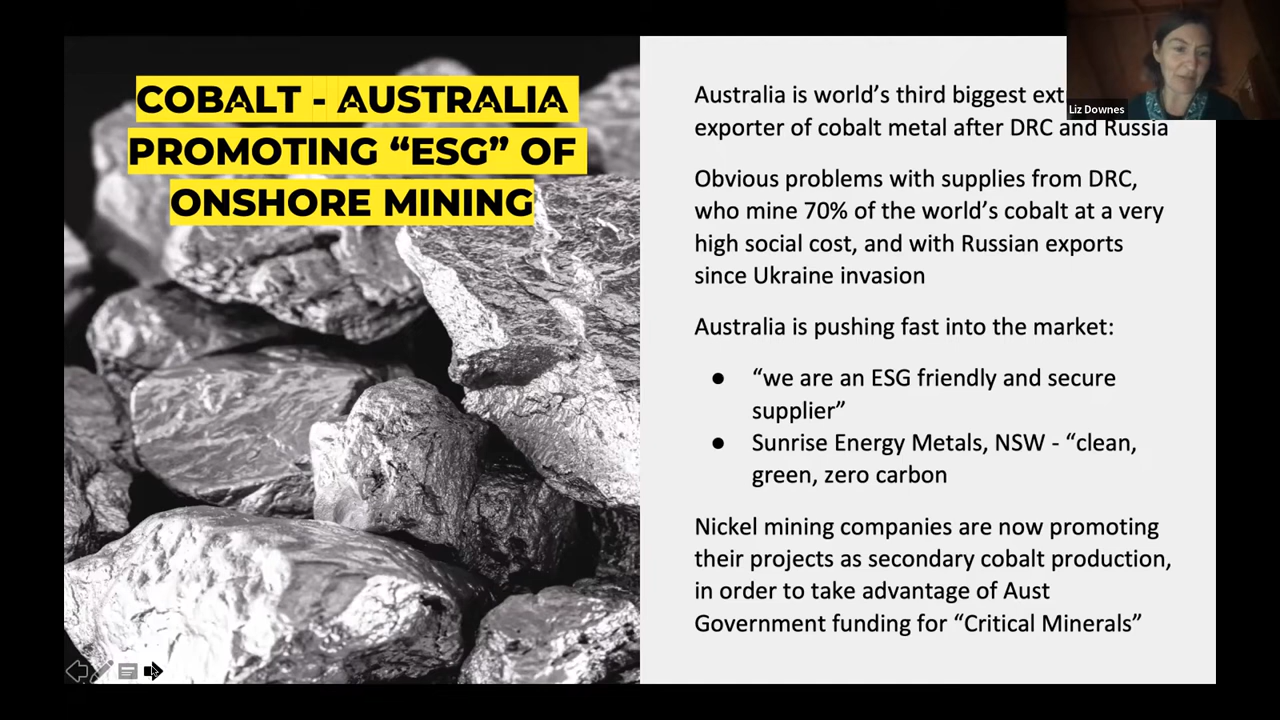 COBALT - AUSTRALIA
PROMOTING “ESG” OF
ONSHORE MINING
Australia is world’s third biggest
exporter of cobalt metal after DRC and Russia
Obvious problems with supplies from DRC,
who mine 70% of the world’s cobalt at a very
high social cost, and with Russian exports
since Ukraine invasion
Australia is pushing fast into the market:
● “we are an ESG friendly and secure
supplier”
● Sunrise Energy Metals, NSW - “clean,
green, zero carbon
Nickel mining companies are now promoting
their projects as secondary cobalt production,
in order to take advantage of Aust
Government funding for “Critical Minerals”
Liz Downes